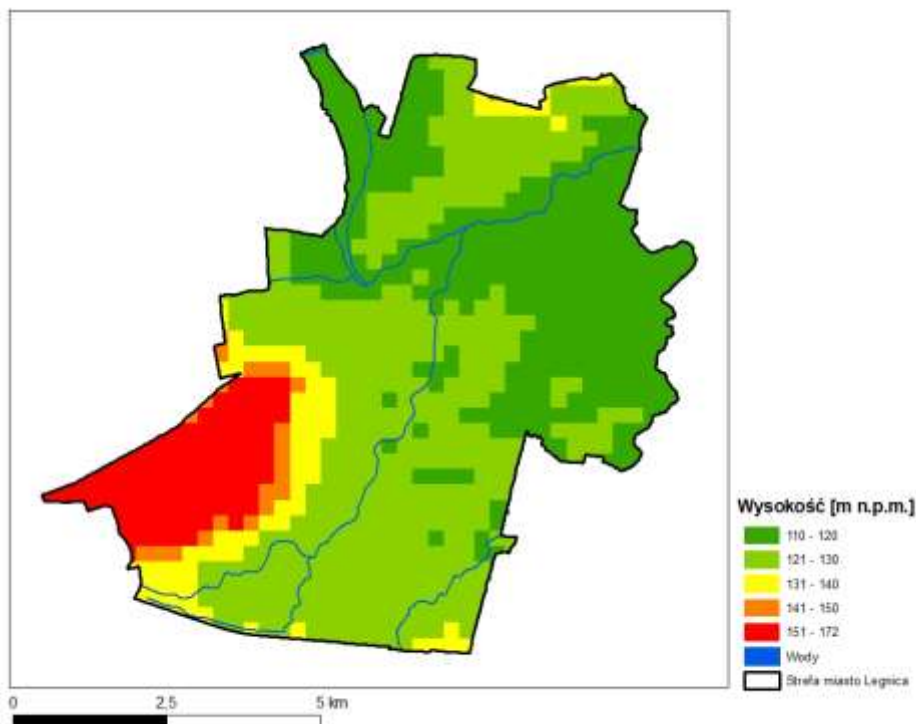 Wysokość [m n.p.m.]
110 - 120
121 - 130
131 - 140
141 - 150
151 - 172
Wody
Strefa miasto Legnica
0 2,5 5 km